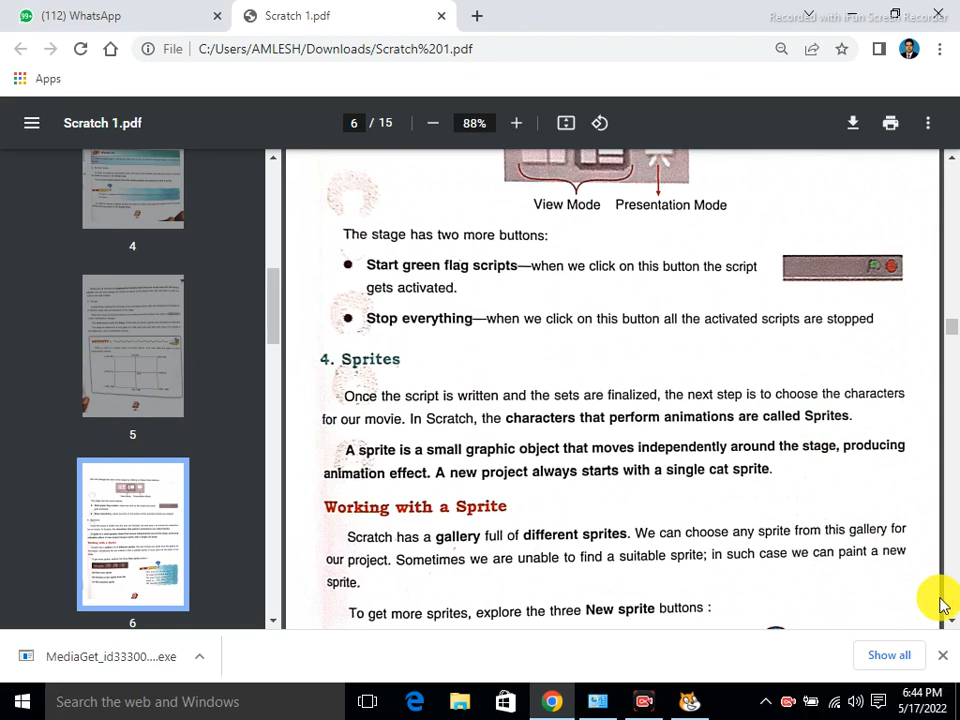 (112) WhatsApp
Scratch 1.pdf
Recorded with iFun Screen Recorder
File
C:/Users/AMLESH/Downloads/Scratch%201.pdf
Apps
Scratch 1.pdf
6 / 15
88%
4
5
6
View Mode Presentation Mode
The stage has two more buttons:
Start green flag scripts—when we click on this button the script
gets activated.
Stop everything—when we click on this button all the activated scripts are stopped
4. Sprites
Once the script is written and the sets are finalized, the next step is to choose the characters
for our movie. In Scratch, the characters that perform animations are called Sprites.
A sprite is a small graphic object that moves independently around the stage, producing
animation effect. A new project always starts with a single cat sprite.
Working with a Sprite
Scratch has a gallery full of different sprites. We can choose any sprite from this gallery for
our project. Sometimes we are unable to find a suitable sprite; in such case we can paint a new
sprite.
To get more sprites, explore the three New sprite buttons :
MediaGet_id33300....exe
Show all
Search the web and Windows
6:44 PM
5/17/2022